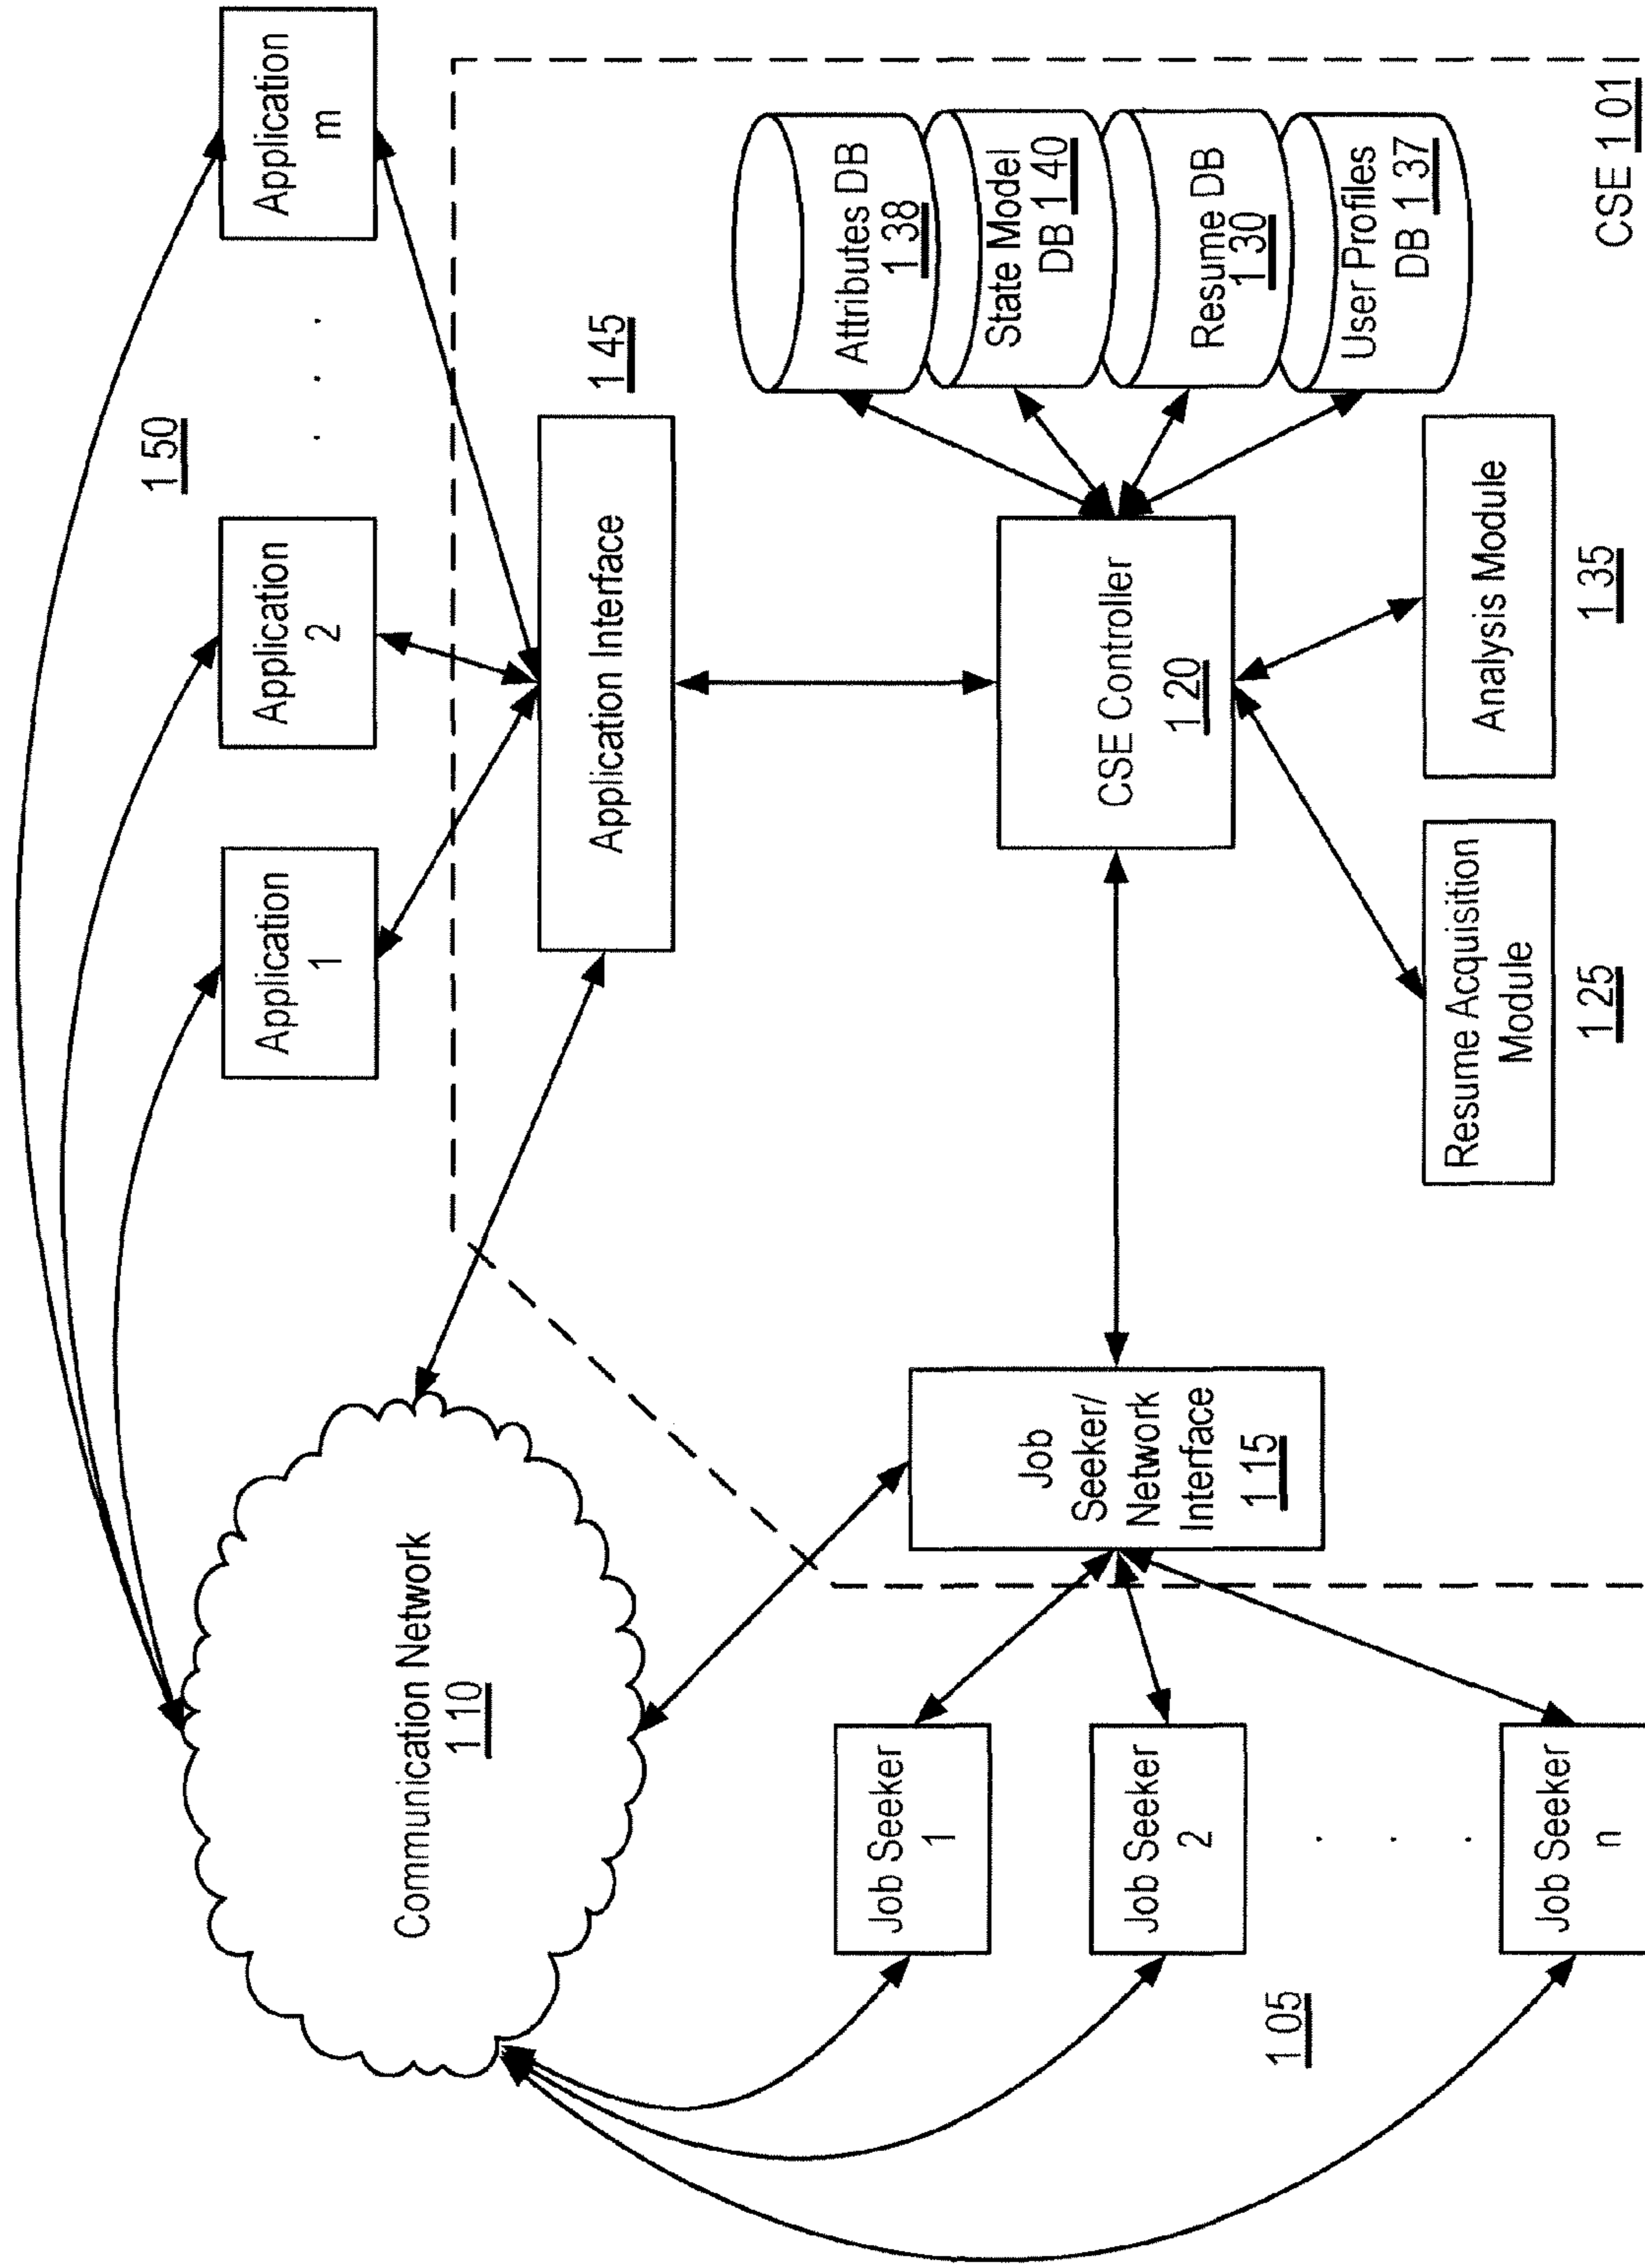 Communication Network
110
Application
1
Application
2
150
. . .
Application
m
Application Interface
145
Job Seeker
1
Job Seeker
2
. . .
Job Seeker
n
105
Job
Seeker/
Network
Interface
115
CSE Controller
120
Attributes DB
138
State Model
DB 140
Resume DB
130
User Profiles
DB 137
Resume Acquisition
Module
125
Analysis Module
135
CSE 101